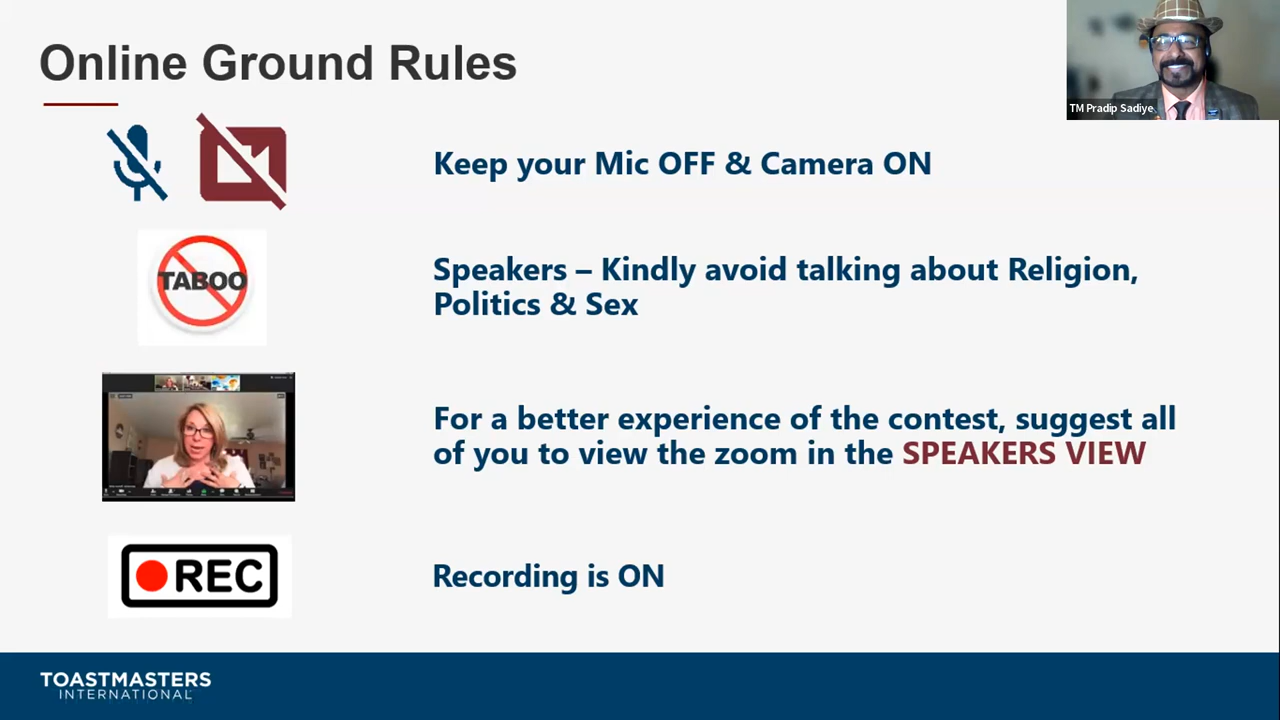 Online Ground Rules
TM Pradip Sadiye
Keep your Mic OFF & Camera ON
TABOO
Speakers – Kindly avoid talking about Religion,
Politics & Sex
For a better experience of the contest, suggest all
of you to view the zoom in the SPEAKERS VIEW
REC
Recording is ON
TOASTMASTERS
INTERNATIONAL